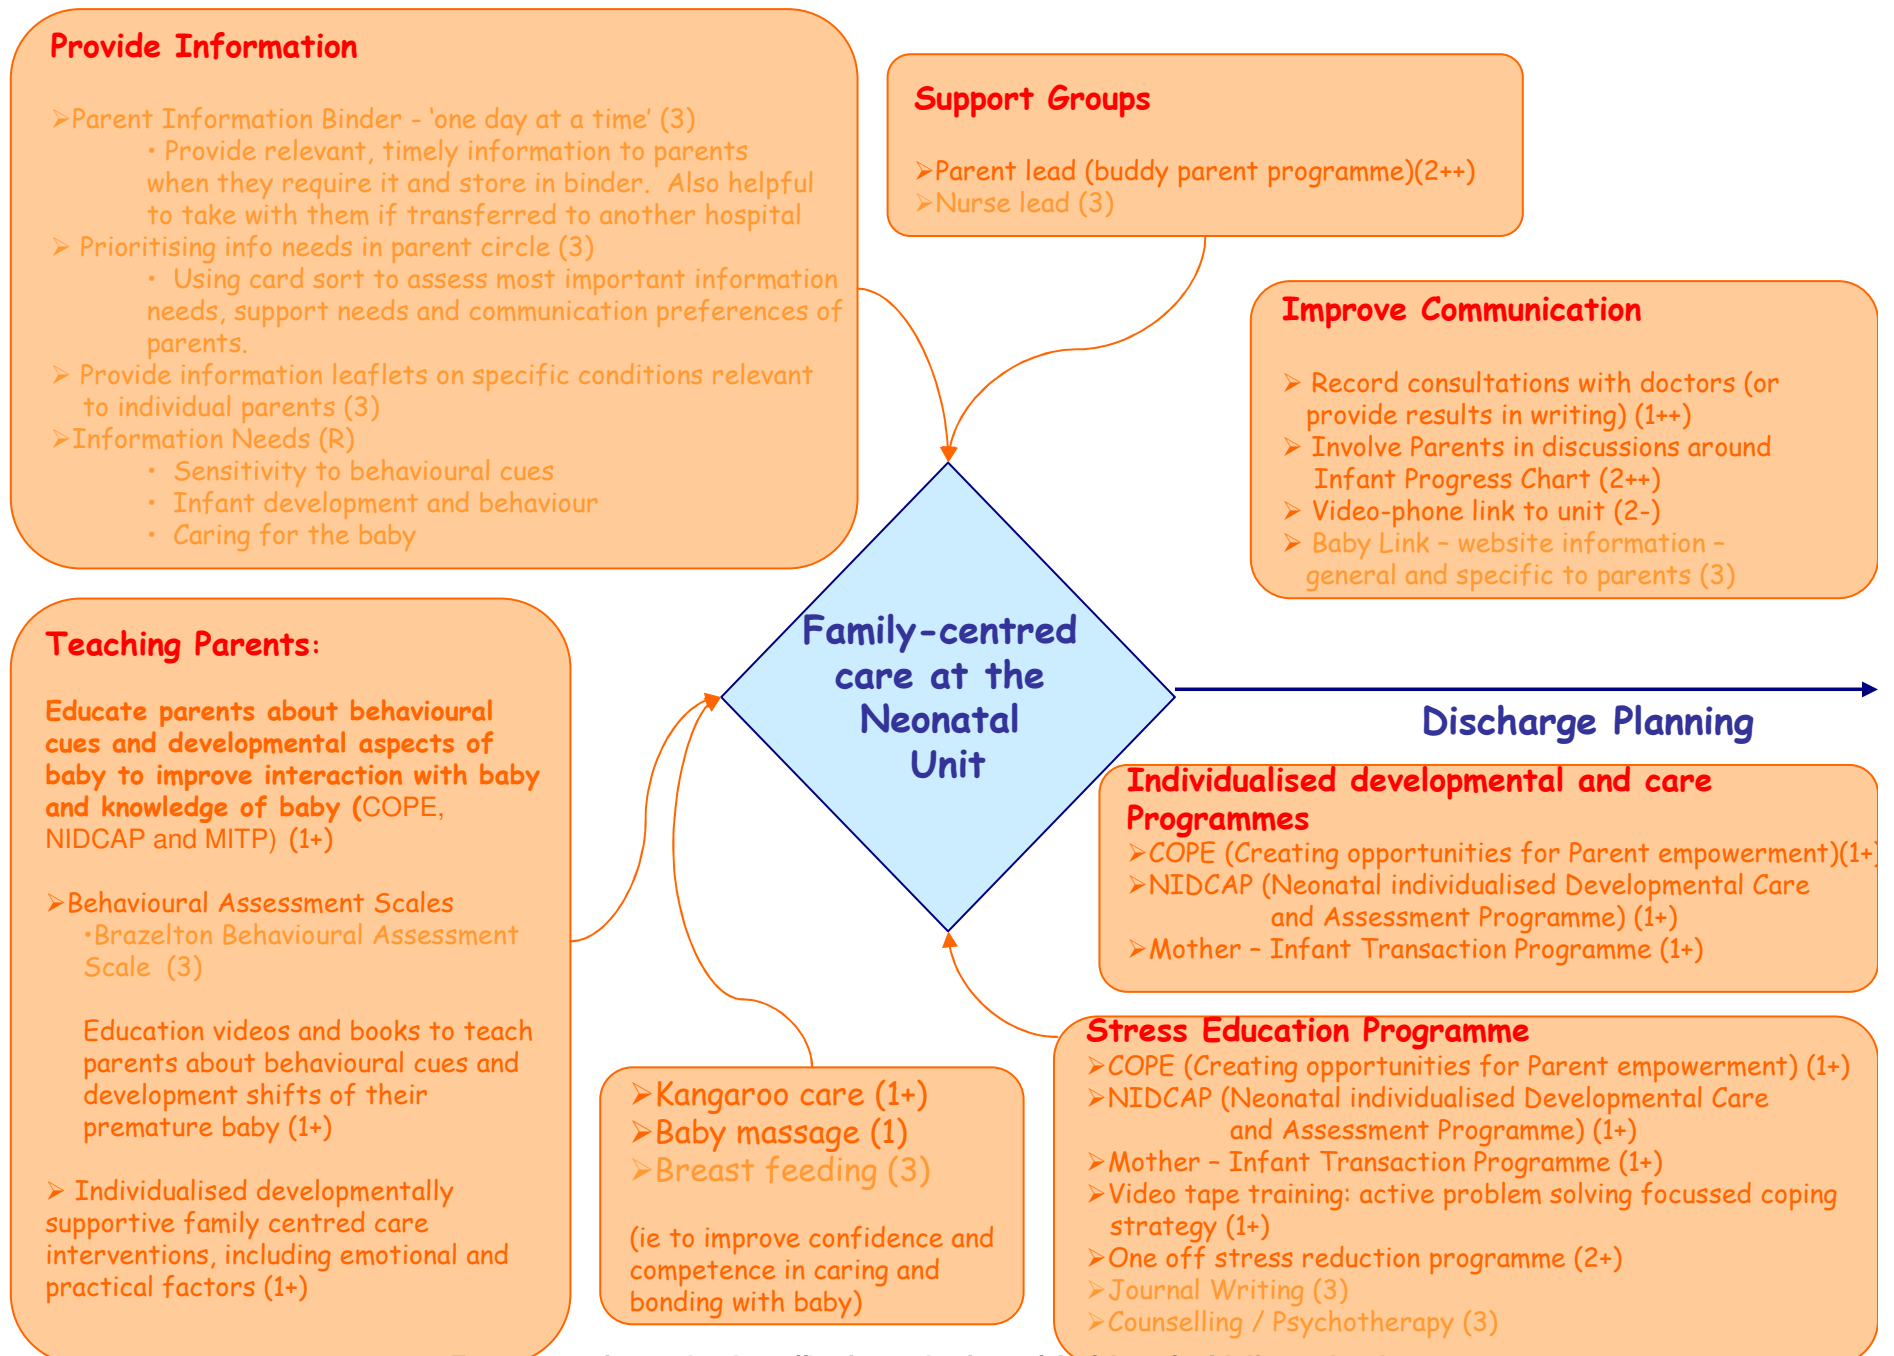 Provide Information
➢Parent Information Binder - ‘one day at a time’ (3)
• Provide relevant, timely information to parents
when they require it and store in binder. Also helpful
to take with them if transferred to another hospital
➢ Prioritising info needs in parent circle (3)
• Using card sort to assess most important information
needs, support needs and communication preferences of
parents.
➢ Provide information leaflets on specific conditions relevant
to individual parents (3)
➢Information Needs (R)
• Sensitivity to behavioural cues
• Infant development and behaviour
• Caring for the baby
Support Groups
➢Parent lead (buddy parent programme)(2++)
➢Nurse lead (3)
Improve Communication
➢ Record consultations with doctors (or
provide results in writing) (1++)
➢ Involve Parents in discussions around
Infant Progress Chart (2++)
➢ Video-phone link to unit (2-)
➢ Baby Link – website information –
general and specific to parents (3)
Family-centred
care at the
Neonatal
Unit
Discharge Planning
Teaching Parents:
Educate parents about behavioural
cues and developmental aspects of
baby to improve interaction with baby
and knowledge of baby (COPE,
NIDCAP and MITP) (1+)
➢Behavioural Assessment Scales
•Brazelton Behavioural Assessment
Scale (3)
Education videos and books to teach
parents about behavioural cues and
development shifts of their
premature baby (1+)
➢ Individualised developmentally
supportive family centred care
interventions, including emotional and
practical factors (1+)
➢Kangaroo care (1+)
➢Baby massage (1)
➢Breast feeding (3)
(ie to improve confidence and
competence in caring and
bonding with baby)
Individualised developmental and care
Programmes
➢COPE (Creating opportunities for Parent empowerment)(1+)
➢NIDCAP (Neonatal individualised Developmental Care
and Assessment Programme) (1+)
➢Mother – Infant Transaction Programme (1+)
Stress Education Programme
➢COPE (Creating opportunities for Parent empowerment) (1+)
➢NIDCAP (Neonatal individualised Developmental Care
and Assessment Programme) (1+)
➢Mother – Infant Transaction Programme (1+)
➢Video tape training: active problem solving focussed coping
strategy (1+)
➢One off stress reduction programme (2+)
➢Journal Writing (3)
➢Counselling / Psychotherapy (3)